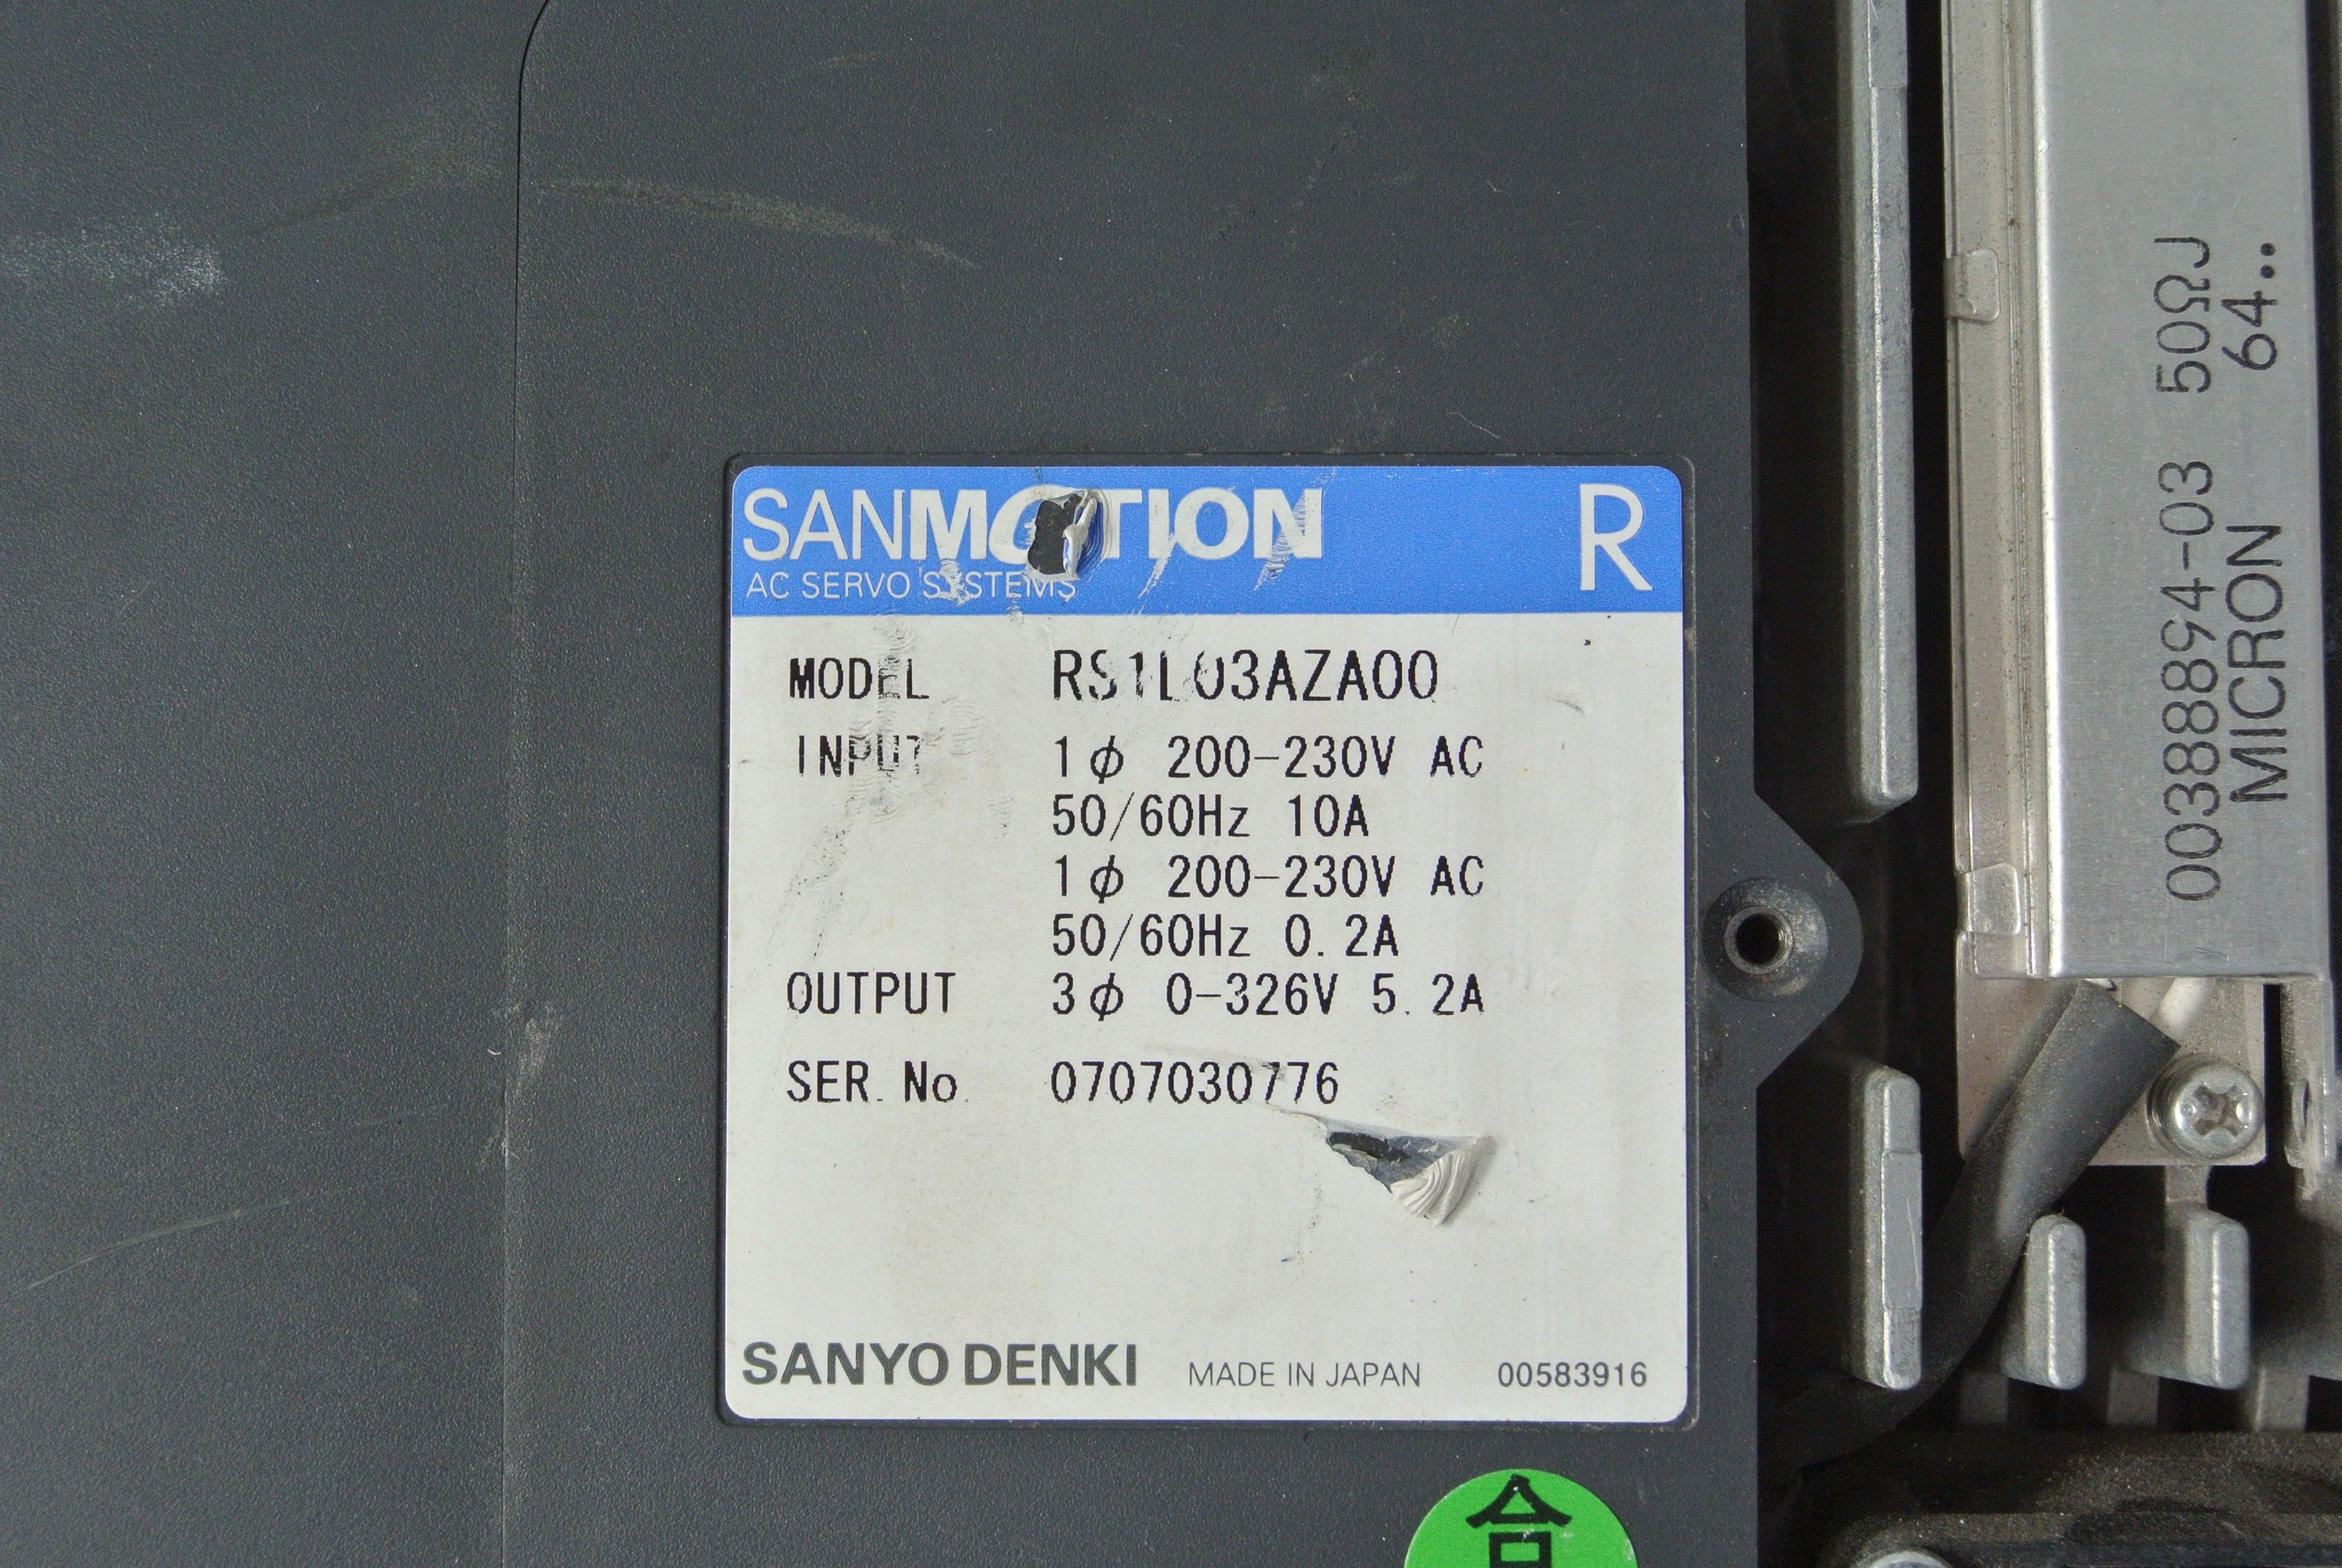 SANMOTION R
AC SERVO SYSTEMS
MODEL RS1L03AZA00
INPUT 1φ 200-230V AC
50/60Hz 10A
1φ 200-230V AC
50/60Hz 0.2A
OUTPUT 3φ 0-326V 5.2A
SER. No. 0707030776
SANYO DENKI MADE IN JAPAN 00583916
合
00388894-03 50ΩJ
MICRON 64..